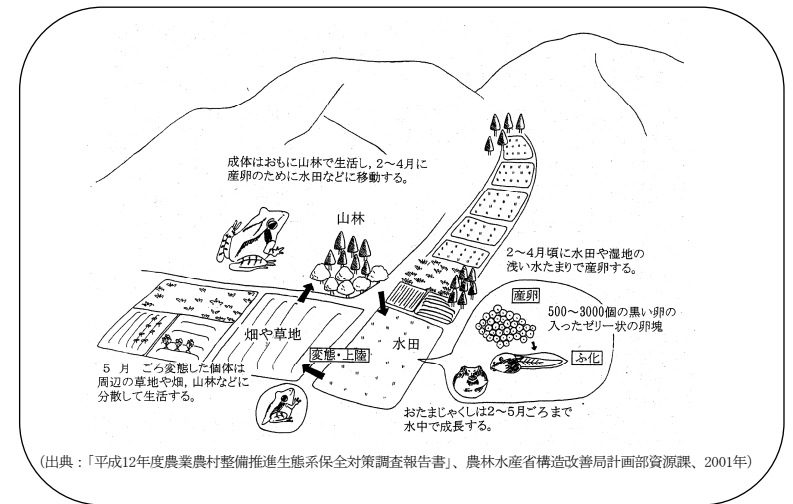 成体はおもに山林で生活し，2～4月に
産卵のために水田などに移動する。
山林
2～4月頃に水田や湿地の
浅い水たまりで産卵する。
産卵
500～3000個の黒い卵の
入ったゼリー状の卵塊
ふ化
畑や草地
水田
変態・上陸
5 月 ごろ変態した個体は
周辺の草地や畑，山林などに
分散して生活する。
おたまじゃくしは2～5月ごろまで
水中で成長する。
（出典：「平成12年度農業農村整備推進生態系保全対策調査報告書」、農林水産省構造改善局計画部資源課、2001年）